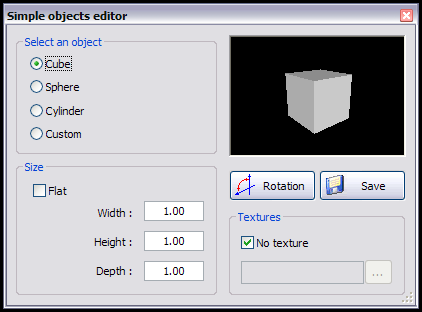 Simple objects editor
Select an object
Cube
Sphere
Cylinder
Custom
Size
Flat
Width : 1.00
Height : 1.00
Depth : 1.00
Rotation
Save
Textures
No texture
...